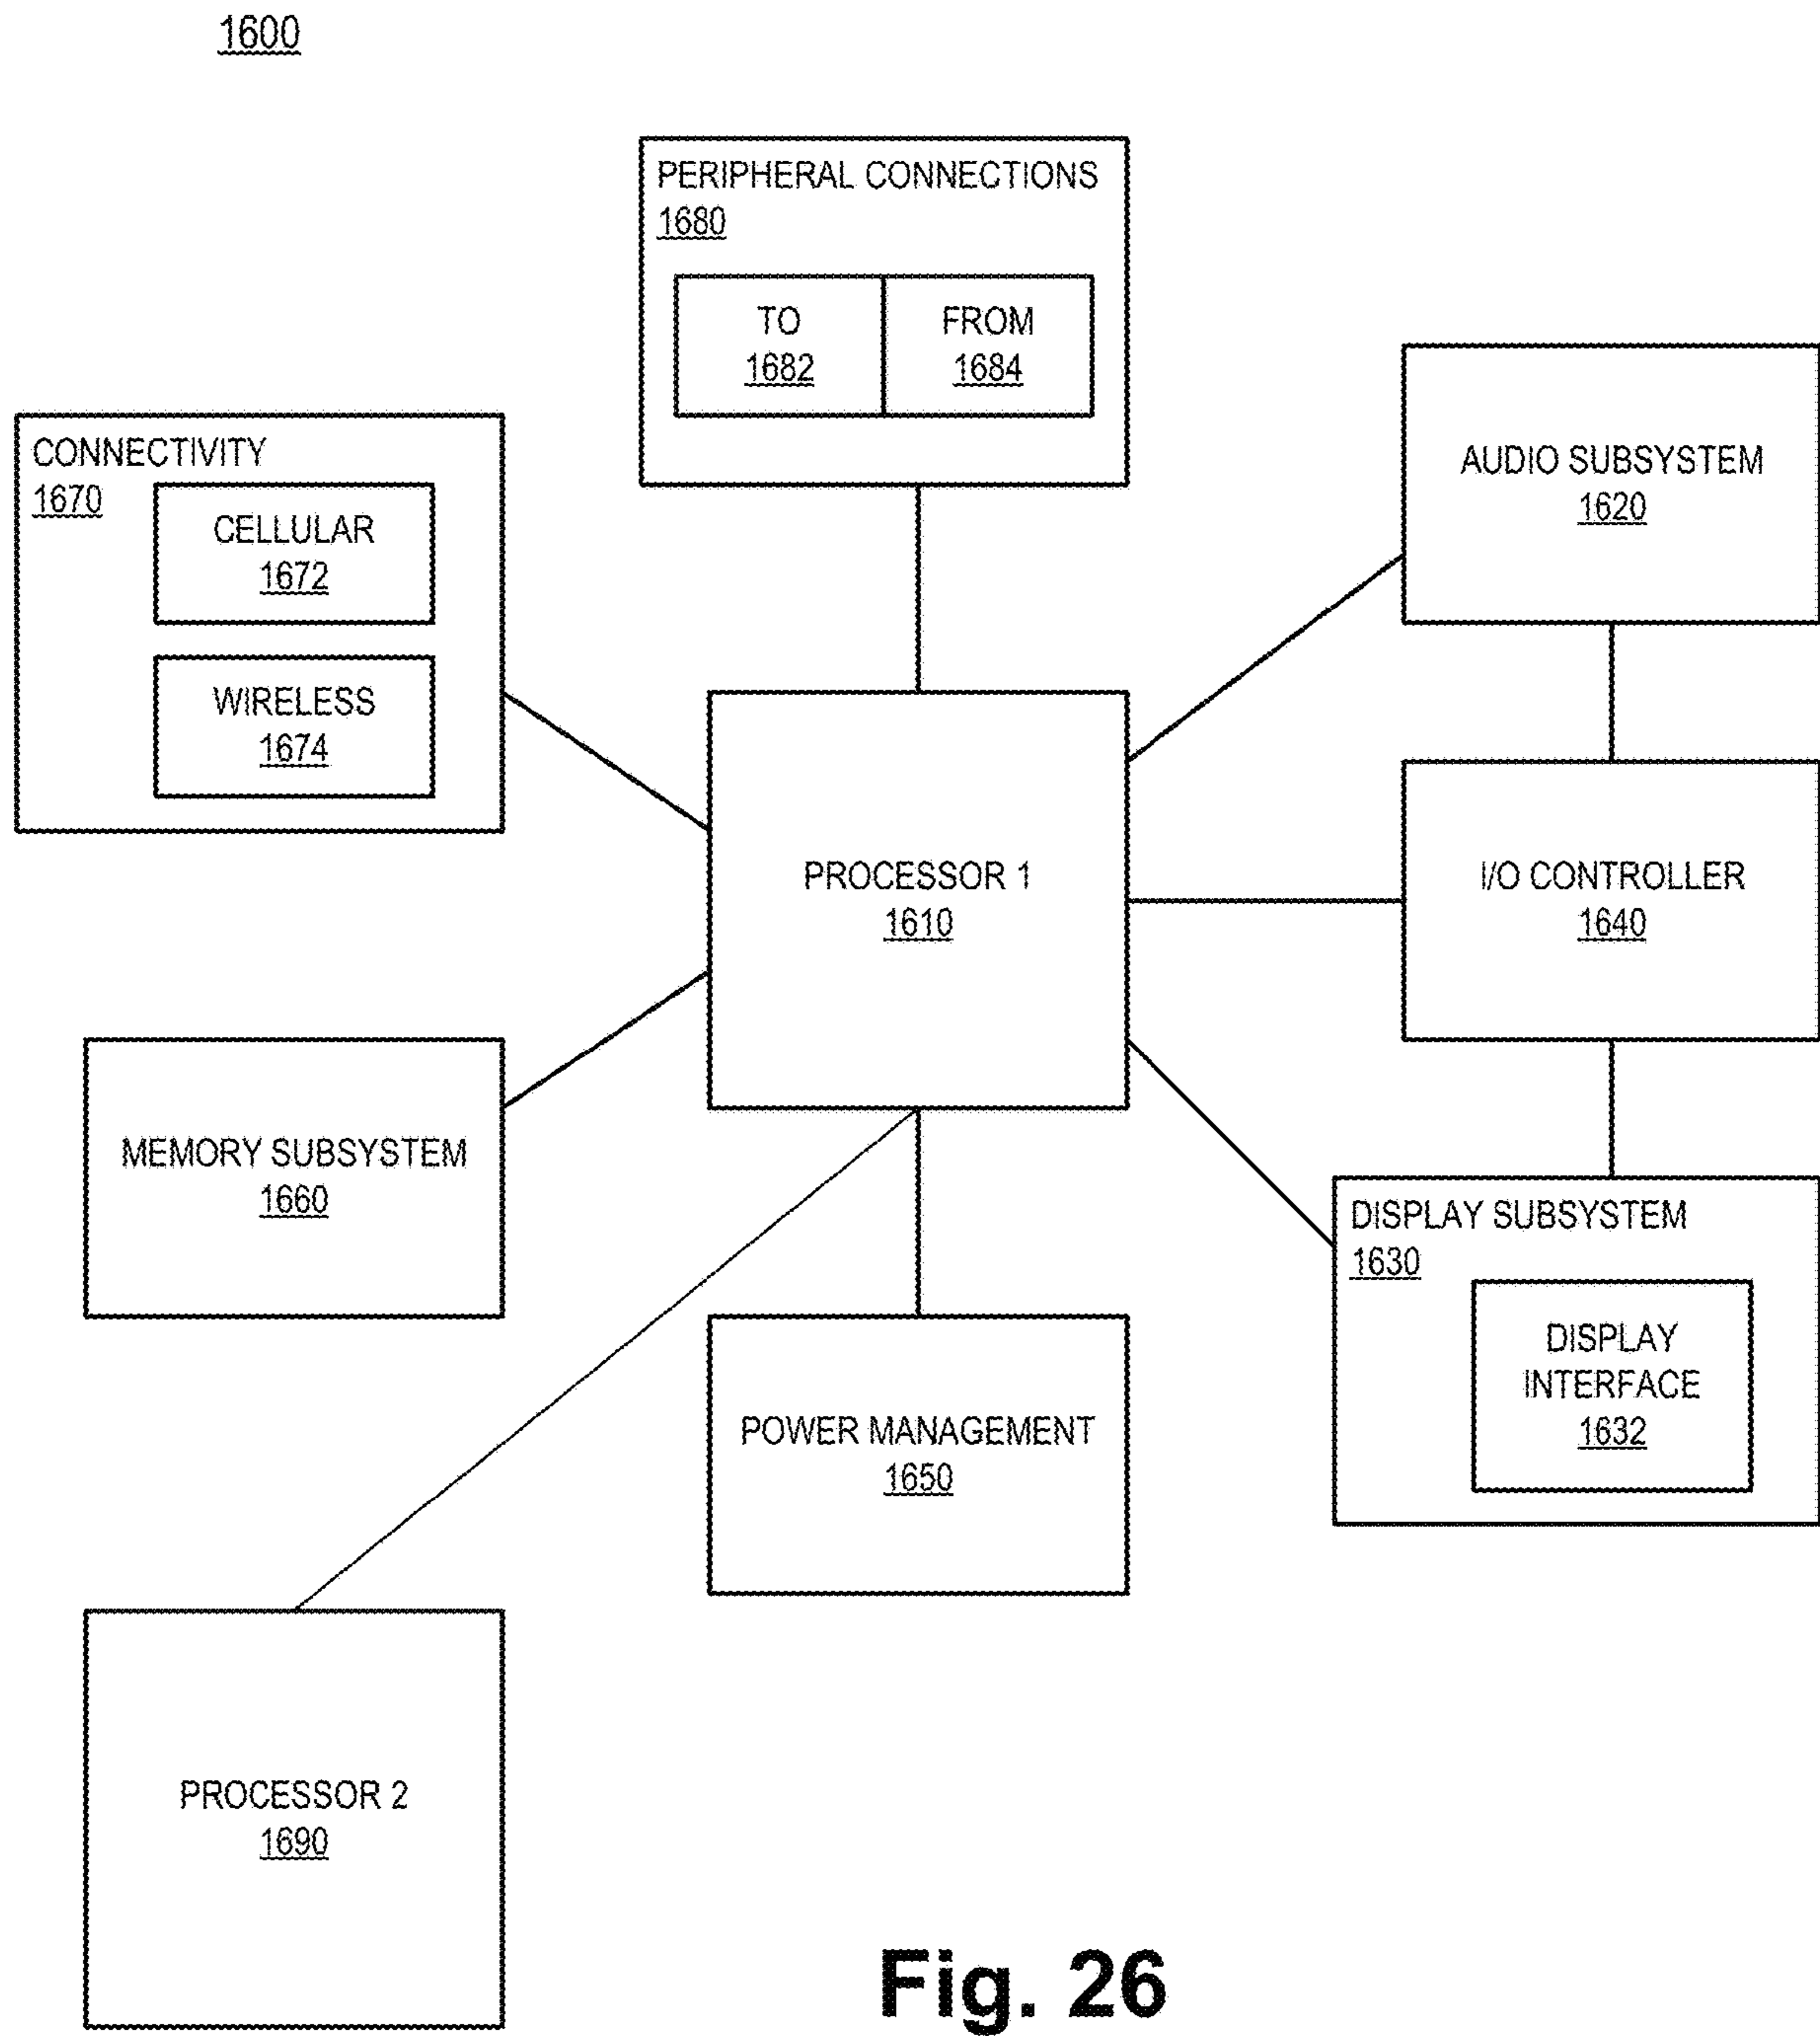 1600
PERIPHERAL CONNECTIONS
1680
TO
1682
FROM
1684
CONNECTIVITY
1670
CELLULAR
1672
WIRELESS
1674
AUDIO SUBSYSTEM
1620
PROCESSOR 1
1610
I/O CONTROLLER
1640
MEMORY SUBSYSTEM
1660
DISPLAY SUBSYSTEM
1630
DISPLAY
INTERFACE
1632
POWER MANAGEMENT
1650
PROCESSOR 2
1690
Fig. 26